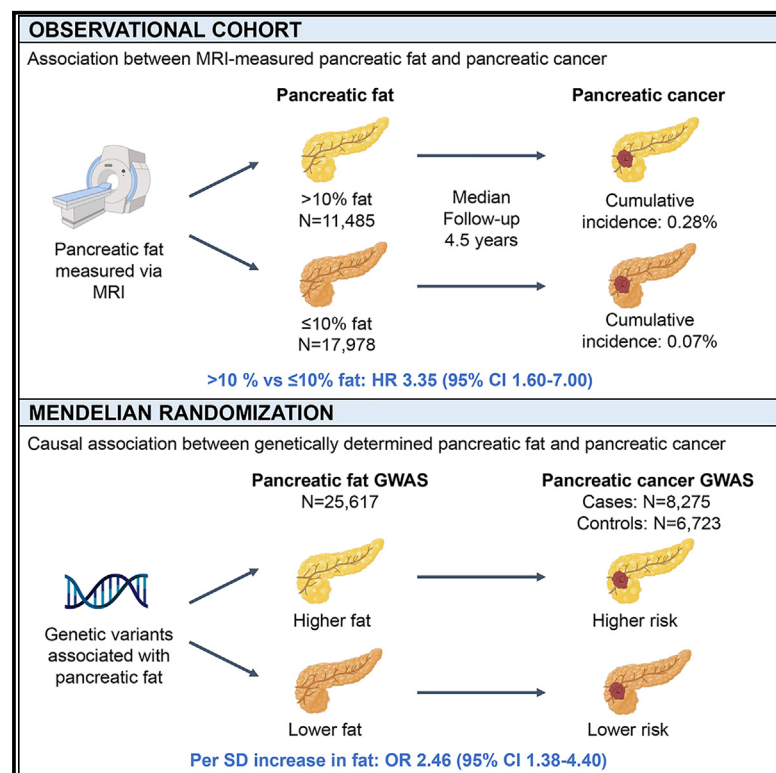 OBSERVATIONAL COHORT
Association between MRI-measured pancreatic fat and pancreatic cancer
Pancreatic fat
Pancreatic cancer
Pancreatic fat
measured via
MRI
>10% fat
N=11,485
Median
Follow-up
4.5 years
Cumulative
incidence: 0.28%
≤10% fat
N=17,978
Cumulative
incidence: 0.07%
>10 % vs ≤10% fat: HR 3.35 (95% CI 1.60-7.00)
MENDELIAN RANDOMIZATION
Causal association between genetically determined pancreatic fat and pancreatic cancer
Pancreatic fat GWAS
N=25,617
Pancreatic cancer GWAS
Cases: N=8,275
Controls: N=6,723
Genetic variants
associated with
pancreatic fat
Higher fat
Higher risk
Lower fat
Lower risk
Per SD increase in fat: OR 2.46 (95% CI 1.38-4.40)